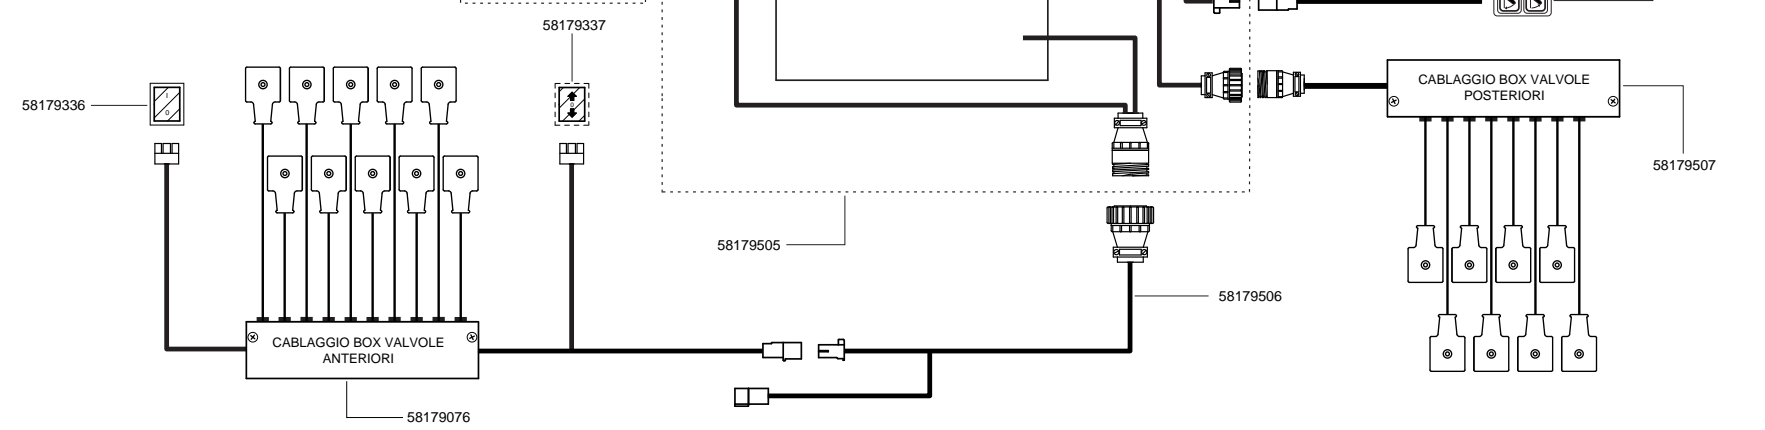 58179337
58179336
CABLAGGIO BOX VALVOLE
POSTERIORI
58179507
58179505
58179506
CABLAGGIO BOX VALVOLE
ANTERIORI
58179076